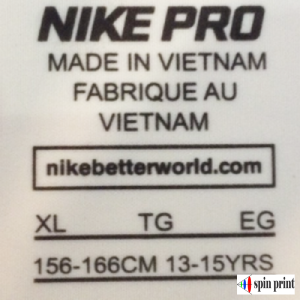 NIKE PRO
MADE IN VIETNAM
FABRIQUE AU
VIETNAM
nikebetterworld.com
XL TG EG
156-166CM 13-15YRS
spin print